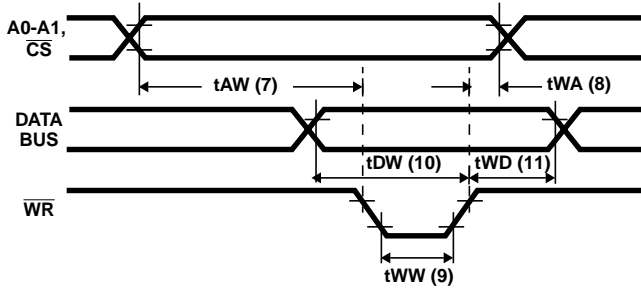 A0-A1,
CS
tAW (7)
tWA (8)
DATA
BUS
tDW (10)
tWD (11)
WR
tWW (9)